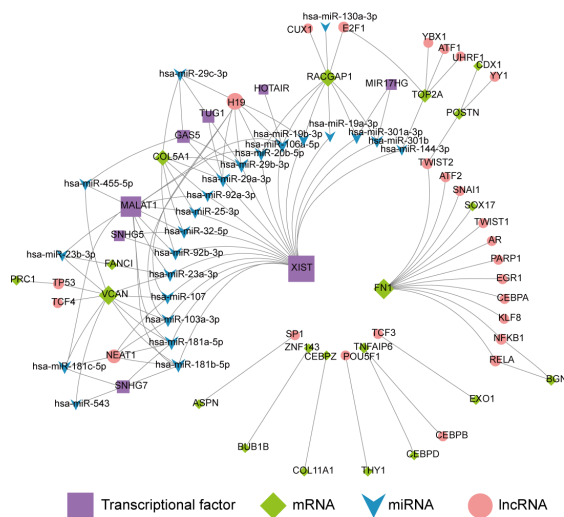 hsa-miR-130a-3p
CUX1
E2F1
YBX1
ATF1
UHRF1
CDX1
YY1
hsa-miR-29c-3p
HOTAIR
RACGAP1
MIR17HG
TOP2A
POSTN
H19
TUG1
GAS5
hsa-miR-19a-3p
hsa-miR-19b-3p
hsa-miR-301a-3p
hsa-miR-106a-5p
hsa-miR-301b
hsa-miR-144-3p
COL5A1
hsa-miR-20b-5p
hsa-miR-29b-3p
TWIST2
hsa-miR-455-5p
hsa-miR-29a-3p
ATF2
SNAI1
MALAT1
hsa-miR-92a-3p
SOX17
hsa-miR-25-3p
TWIST1
SNHG5
hsa-miR-32-5p
AR
hsa-miR-23b-3p
hsa-miR-92b-3p
PARP1
FANCI
XIST
PRC1
TP53
hsa-miR-23a-3p
EGR1
VCAN
FN1
TCF4
hsa-miR-107
CEBPA
hsa-miR-103a-3p
KLF8
SP1
TCF3
NFKB1
hsa-miR-181a-5p
ZNF143
TNFAIP6
NEAT1
CEBPZ
POU5F1
RELA
hsa-miR-181c-5p
hsa-miR-181b-5p
BGN
SNHG7
hsa-miR-543
ASPN
EXO1
BUB1B
CEBPB
CEBPD
COL11A1
THY1
Transcriptional factor
mRNA
miRNA
lncRNA